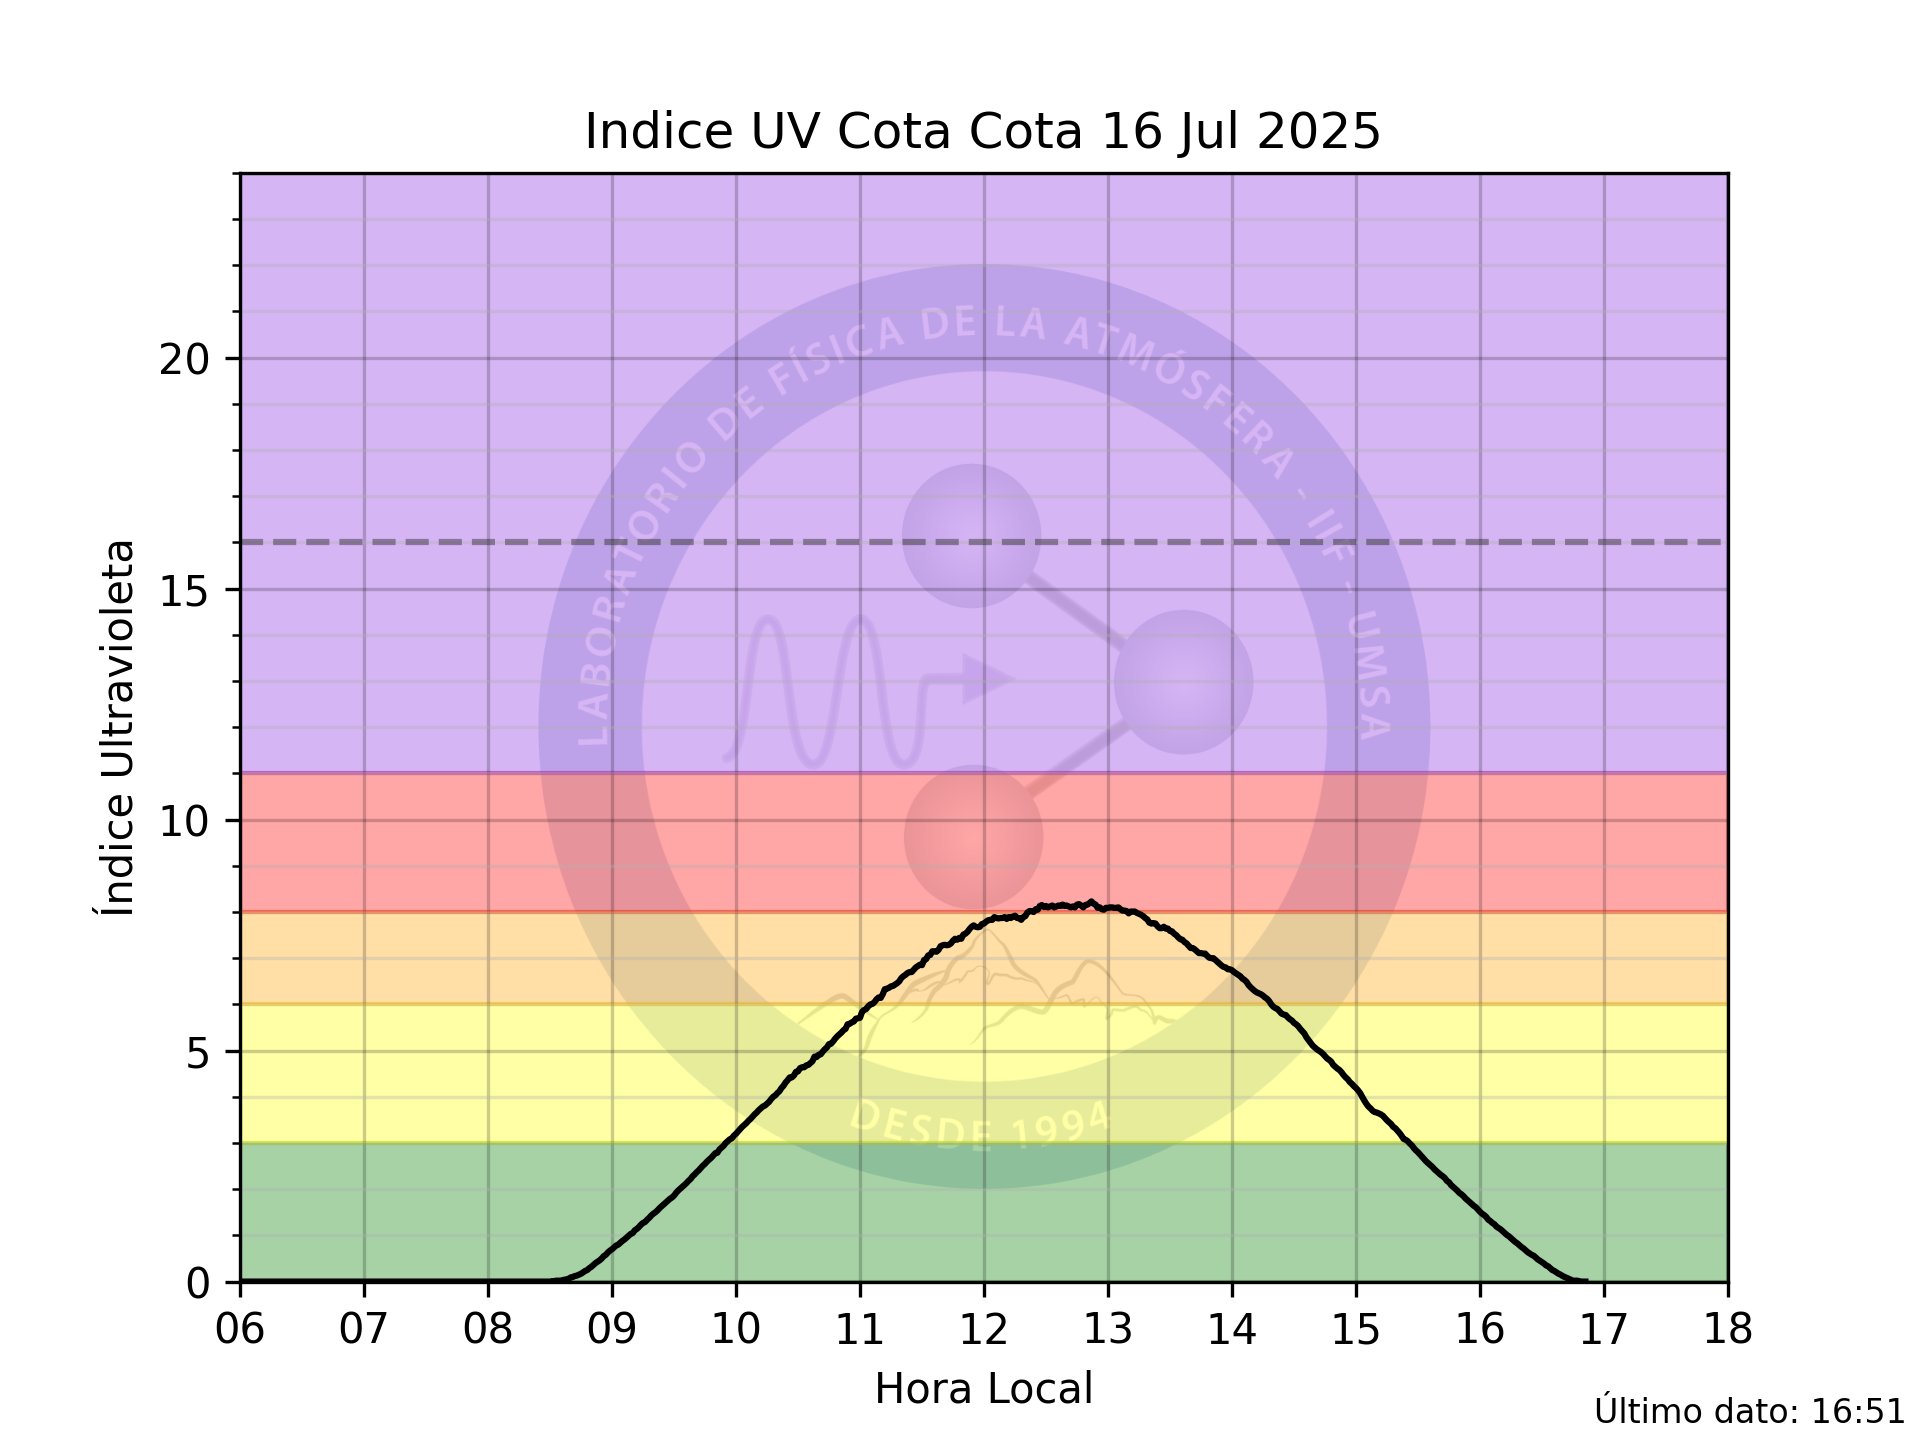 Indice UV Cota Cota 16 Jul 2025
LABORATORIO DE FÍSICA DE LA ATMÓSFERA - IIF - UMSA
DESDE 1994
Índice Ultravioleta
20
15
10
5
0
06 07 08 09 10 11 12 13 14 15 16 17 18
Hora Local
Último dato: 16:51